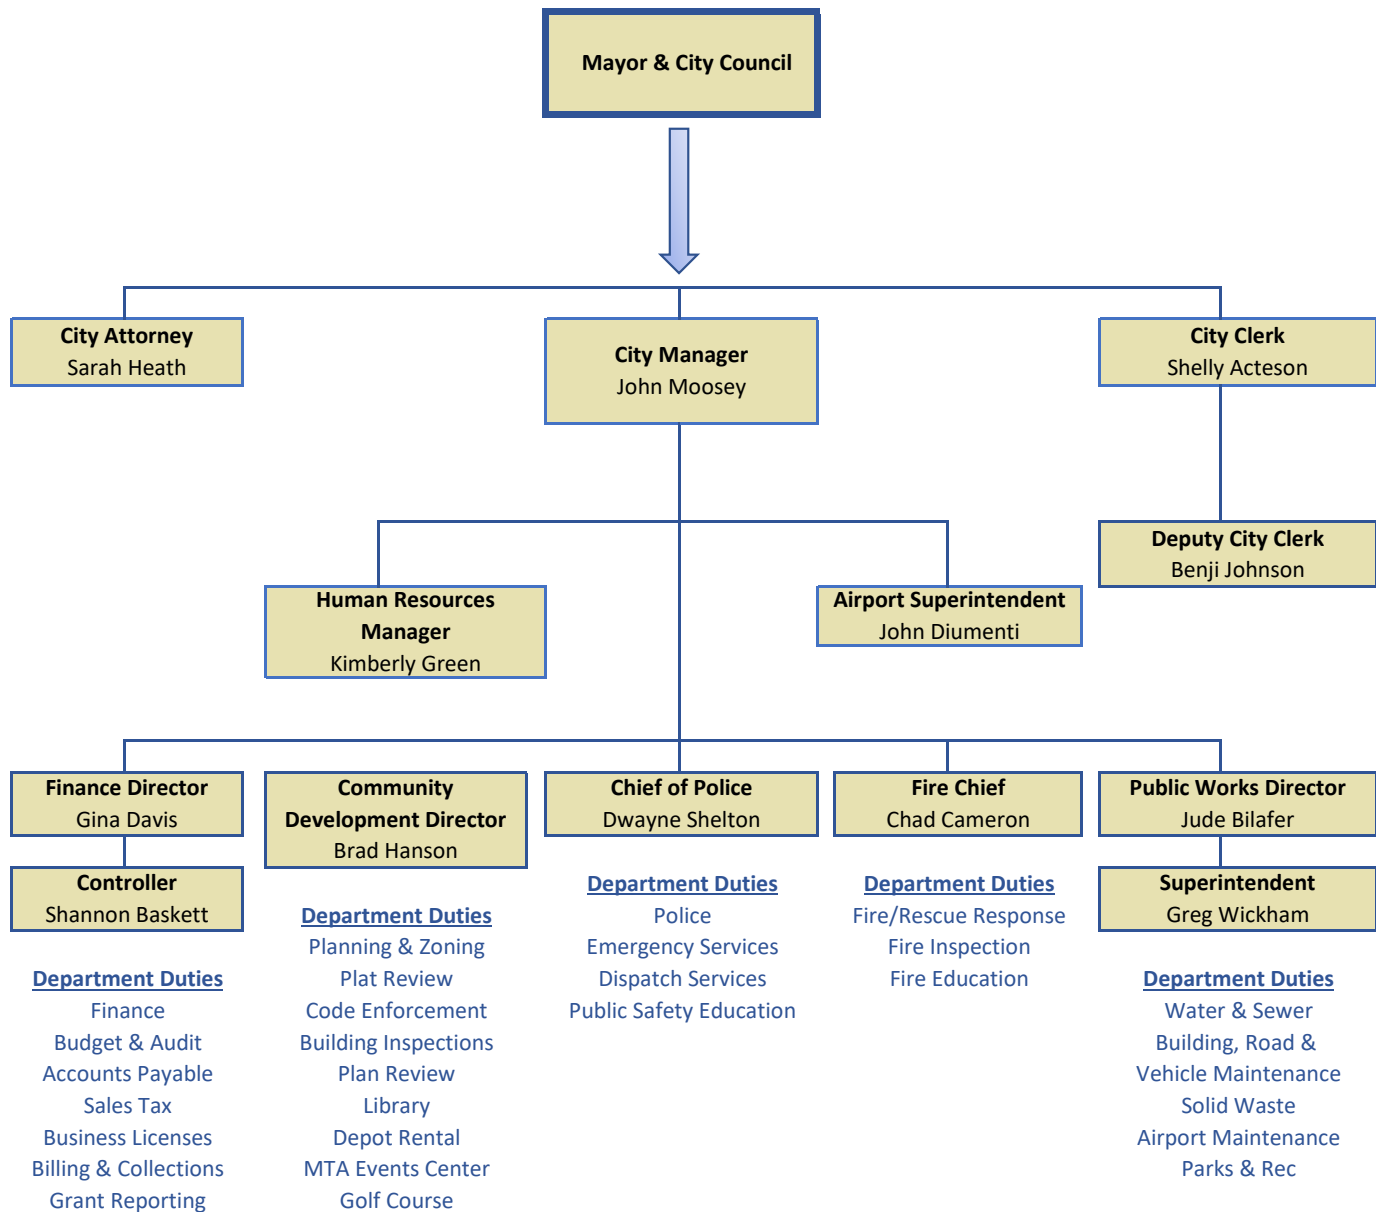 Mayor & City Council
City Attorney
Sarah Heath
City Manager
John Moosey
City Clerk
Shelly Acteson
Deputy City Clerk
Benji Johnson
Human Resources
Manager
Kimberly Green
Airport Superintendent
John Diumenti
Finance Director
Gina Davis
Controller
Shannon Baskett
Department Duties
Finance
Budget & Audit
Accounts Payable
Sales Tax
Business Licenses
Billing & Collections
Grant Reporting
Community
Development Director
Brad Hanson
Department Duties
Planning & Zoning
Plat Review
Code Enforcement
Building Inspections
Plan Review
Library
Depot Rental
MTA Events Center
Golf Course
Chief of Police
Dwayne Shelton
Department Duties
Police
Emergency Services
Dispatch Services
Public Safety Education
Fire Chief
Chad Cameron
Department Duties
Fire/Rescue Response
Fire Inspection
Fire Education
Public Works Director
Jude Bilafer
Superintendent
Greg Wickham
Department Duties
Water & Sewer
Building, Road &
Vehicle Maintenance
Solid Waste
Airport Maintenance
Parks & Rec